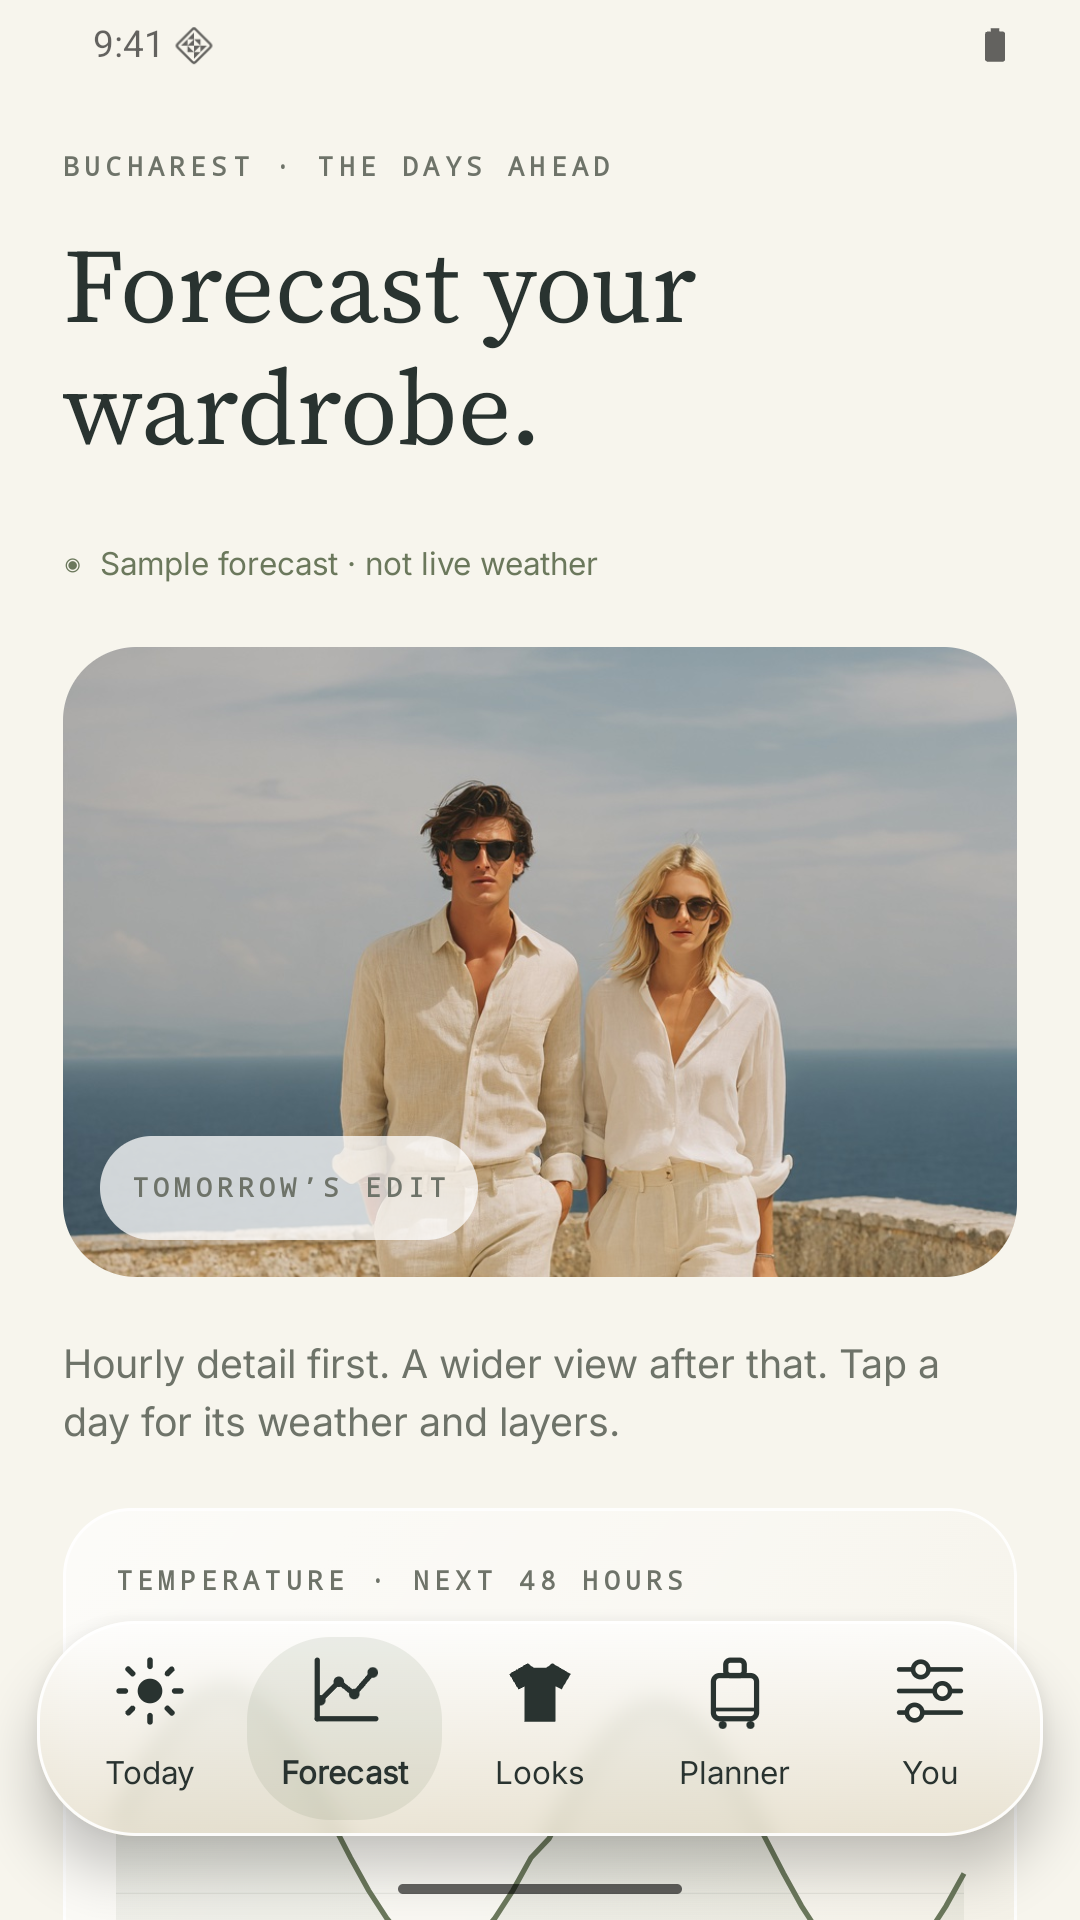 9:41
BUCHAREST · THE DAYS AHEAD
Forecast your
wardrobe.
Sample forecast · not live weather
TOMORROW’S EDIT
Hourly detail first. A wider view after that. Tap a
day for its weather and layers.
TEMPERATURE · NEXT 48 HOURS
Today
Forecast
Looks
Planner
You